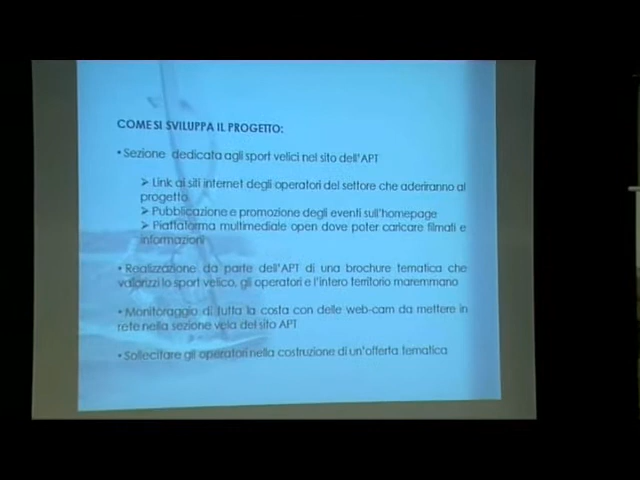 COME SI SVILUPPA IL PROGETTO:
• Sezione dedicata agli sport velici nel sito dell'APT
➢ Link ai siti internet degli operatori del settore che aderiranno al
progetto
➢ Pubblicazione e promozione degli eventi sull'homepage
➢ Piattaforma multimediale open dove poter caricare filmati e
informazioni
• Realizzazione da parte dell'APT di una brochure tematica che
valorizzi lo sport velico, gli operatori e l'intero territorio maremmano
• Monitoraggio di tutta la costa con delle web-cam da mettere in
rete nella sezione vela del sito APT
• Sollecitare gli operatori nella costruzione di un'offerta tematica